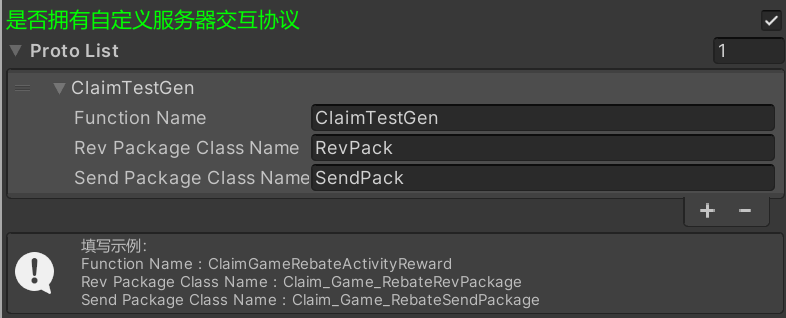 是否拥有自定义服务器交互协议
Proto List 1
ClaimTestGen
Function Name ClaimTestGen
Rev Package Class Name RevPack
Send Package Class Name SendPack
+ −
填写示例：
Function Name : ClaimGameRebateActivityReward
Rev Package Class Name : Claim_Game_RebateRevPackage
Send Package Class Name : Claim_Game_RebateSendPackage